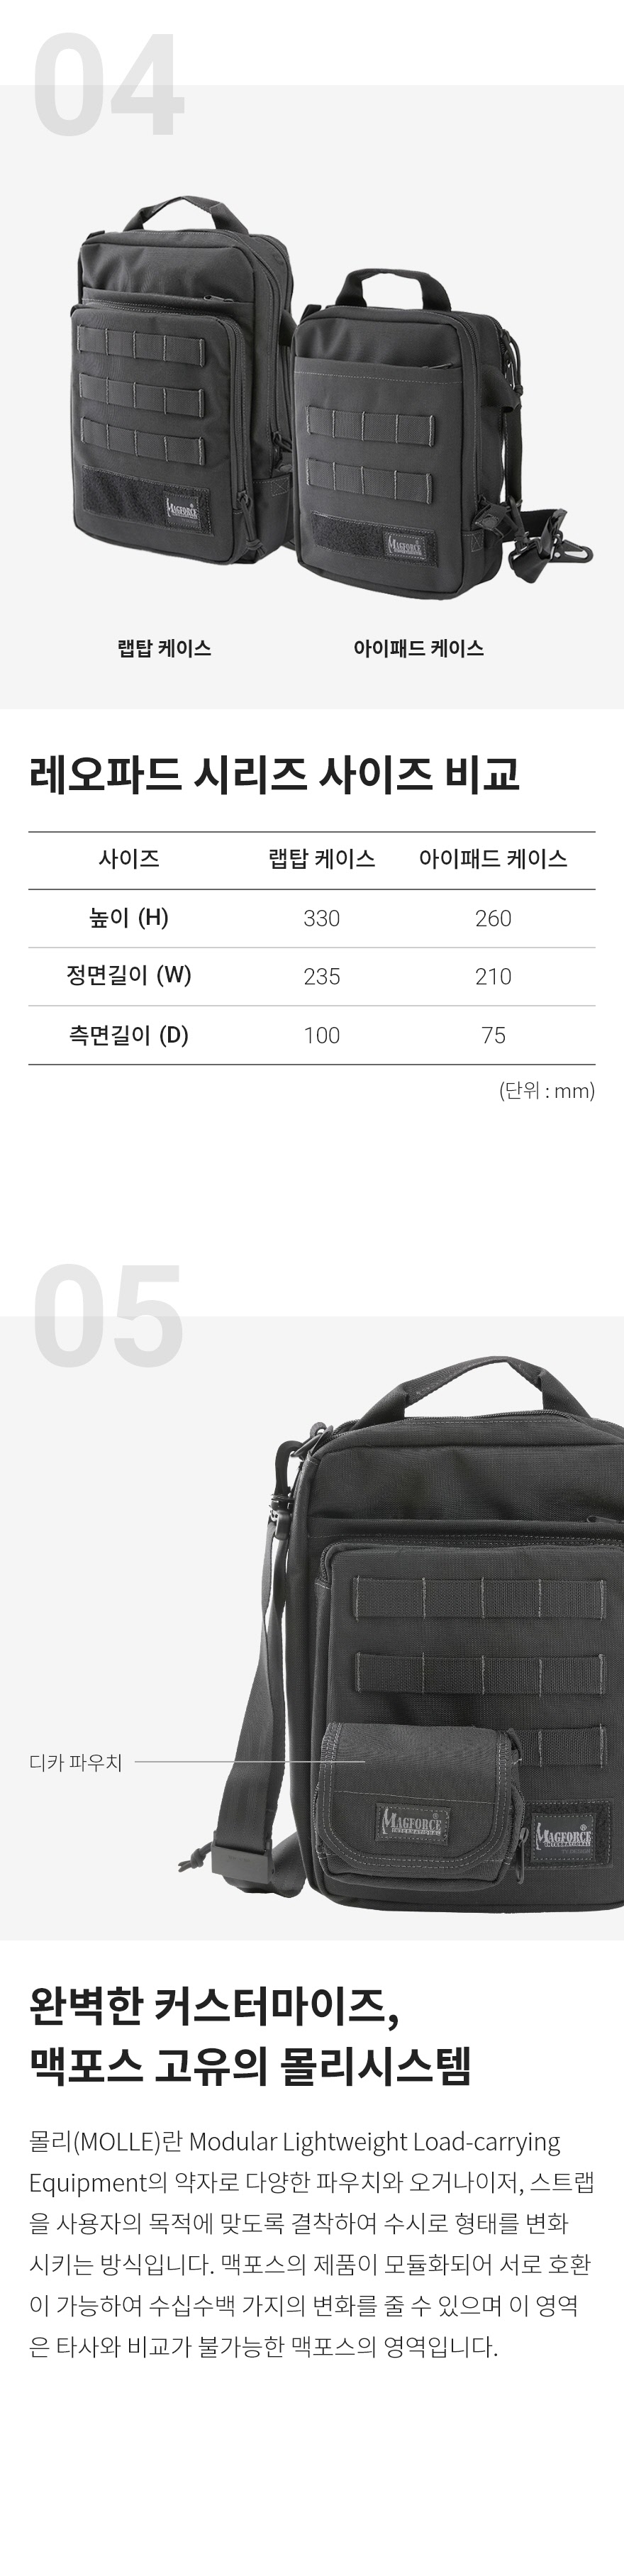 04
MAGFORCE
MAGFORCE
랩탑 케이스 아이패드 케이스
레오파드 시리즈 사이즈 비교
사이즈 랩탑 케이스 아이패드 케이스
높이 (H) 330 260
정면길이 (W) 235 210
측면길이 (D) 100 75
(단위 : mm)
05
디카 파우치
MAGFORCE
INTERNATIONAL
MAGFORCE
INTERNATIONAL
완벽한 커스터마이즈,
맥포스 고유의 몰리시스템
몰리(MOLLE)란 Modular Lightweight Load-carrying
Equipment의 약자로 다양한 파우치와 오거나이저, 스트랩
을 사용자의 목적에 맞도록 결착하여 수시로 형태를 변화
시키는 방식입니다. 맥포스의 제품이 모듈화되어 서로 호환
이 가능하여 수십수백 가지의 변화를 줄 수 있으며 이 영역
은 타사와 비교가 불가능한 맥포스의 영역입니다.